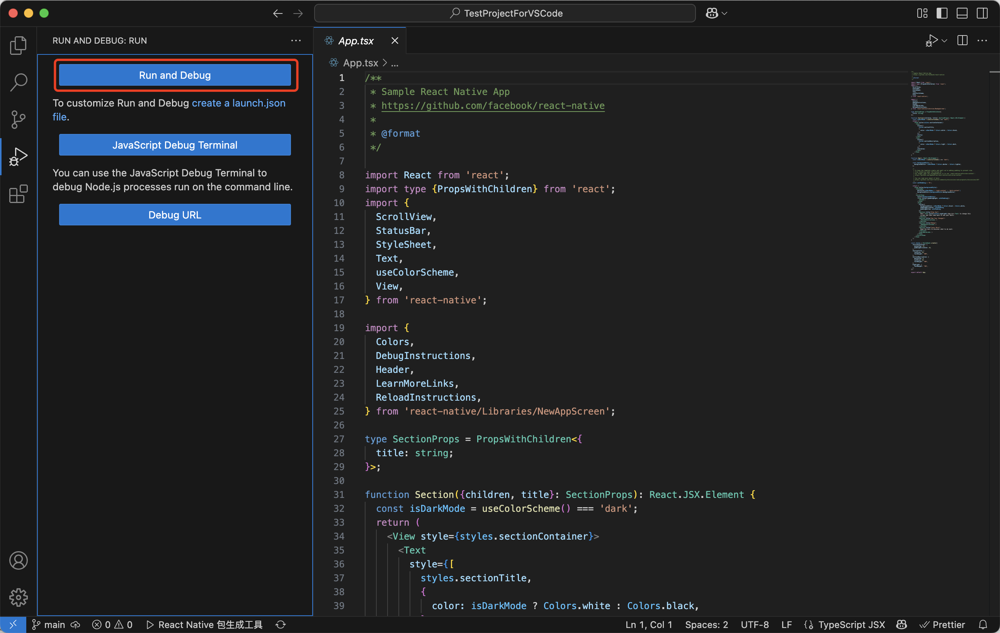 TestProjectForVSCode
RUN AND DEBUG: RUN
Run and Debug
To customize Run and Debug create a launch.json
file.
JavaScript Debug Terminal
You can use the JavaScript Debug Terminal to
debug Node.js processes run on the command line.
Debug URL
App.tsx
App.tsx > ...
1 /**
2  * Sample React Native App
3  * https://github.com/facebook/react-native
4  *
5  * @format
6  */
7
8 import React from 'react';
9 import type {PropsWithChildren} from 'react';
10 import {
11   ScrollView,
12   StatusBar,
13   StyleSheet,
14   Text,
15   useColorScheme,
16   View,
17 } from 'react-native';
18
19 import {
20   Colors,
21   DebugInstructions,
22   Header,
23   LearnMoreLinks,
24   ReloadInstructions,
25 } from 'react-native/Libraries/NewAppScreen';
26
27 type SectionProps = PropsWithChildren<{
28   title: string;
29 }>;
30
31 function Section({children, title}: SectionProps): React.JSX.Element {
32   const isDarkMode = useColorScheme() === 'dark';
33   return (
34     <View style={styles.sectionContainer}>
35       <Text
36         style={[
37           styles.sectionTitle,
38           {
39             color: isDarkMode ? Colors.white : Colors.black,
main 0 0 React Native 包生成工具 Ln 1, Col 1 Spaces: 2 UTF-8 LF TypeScript JSX Prettier